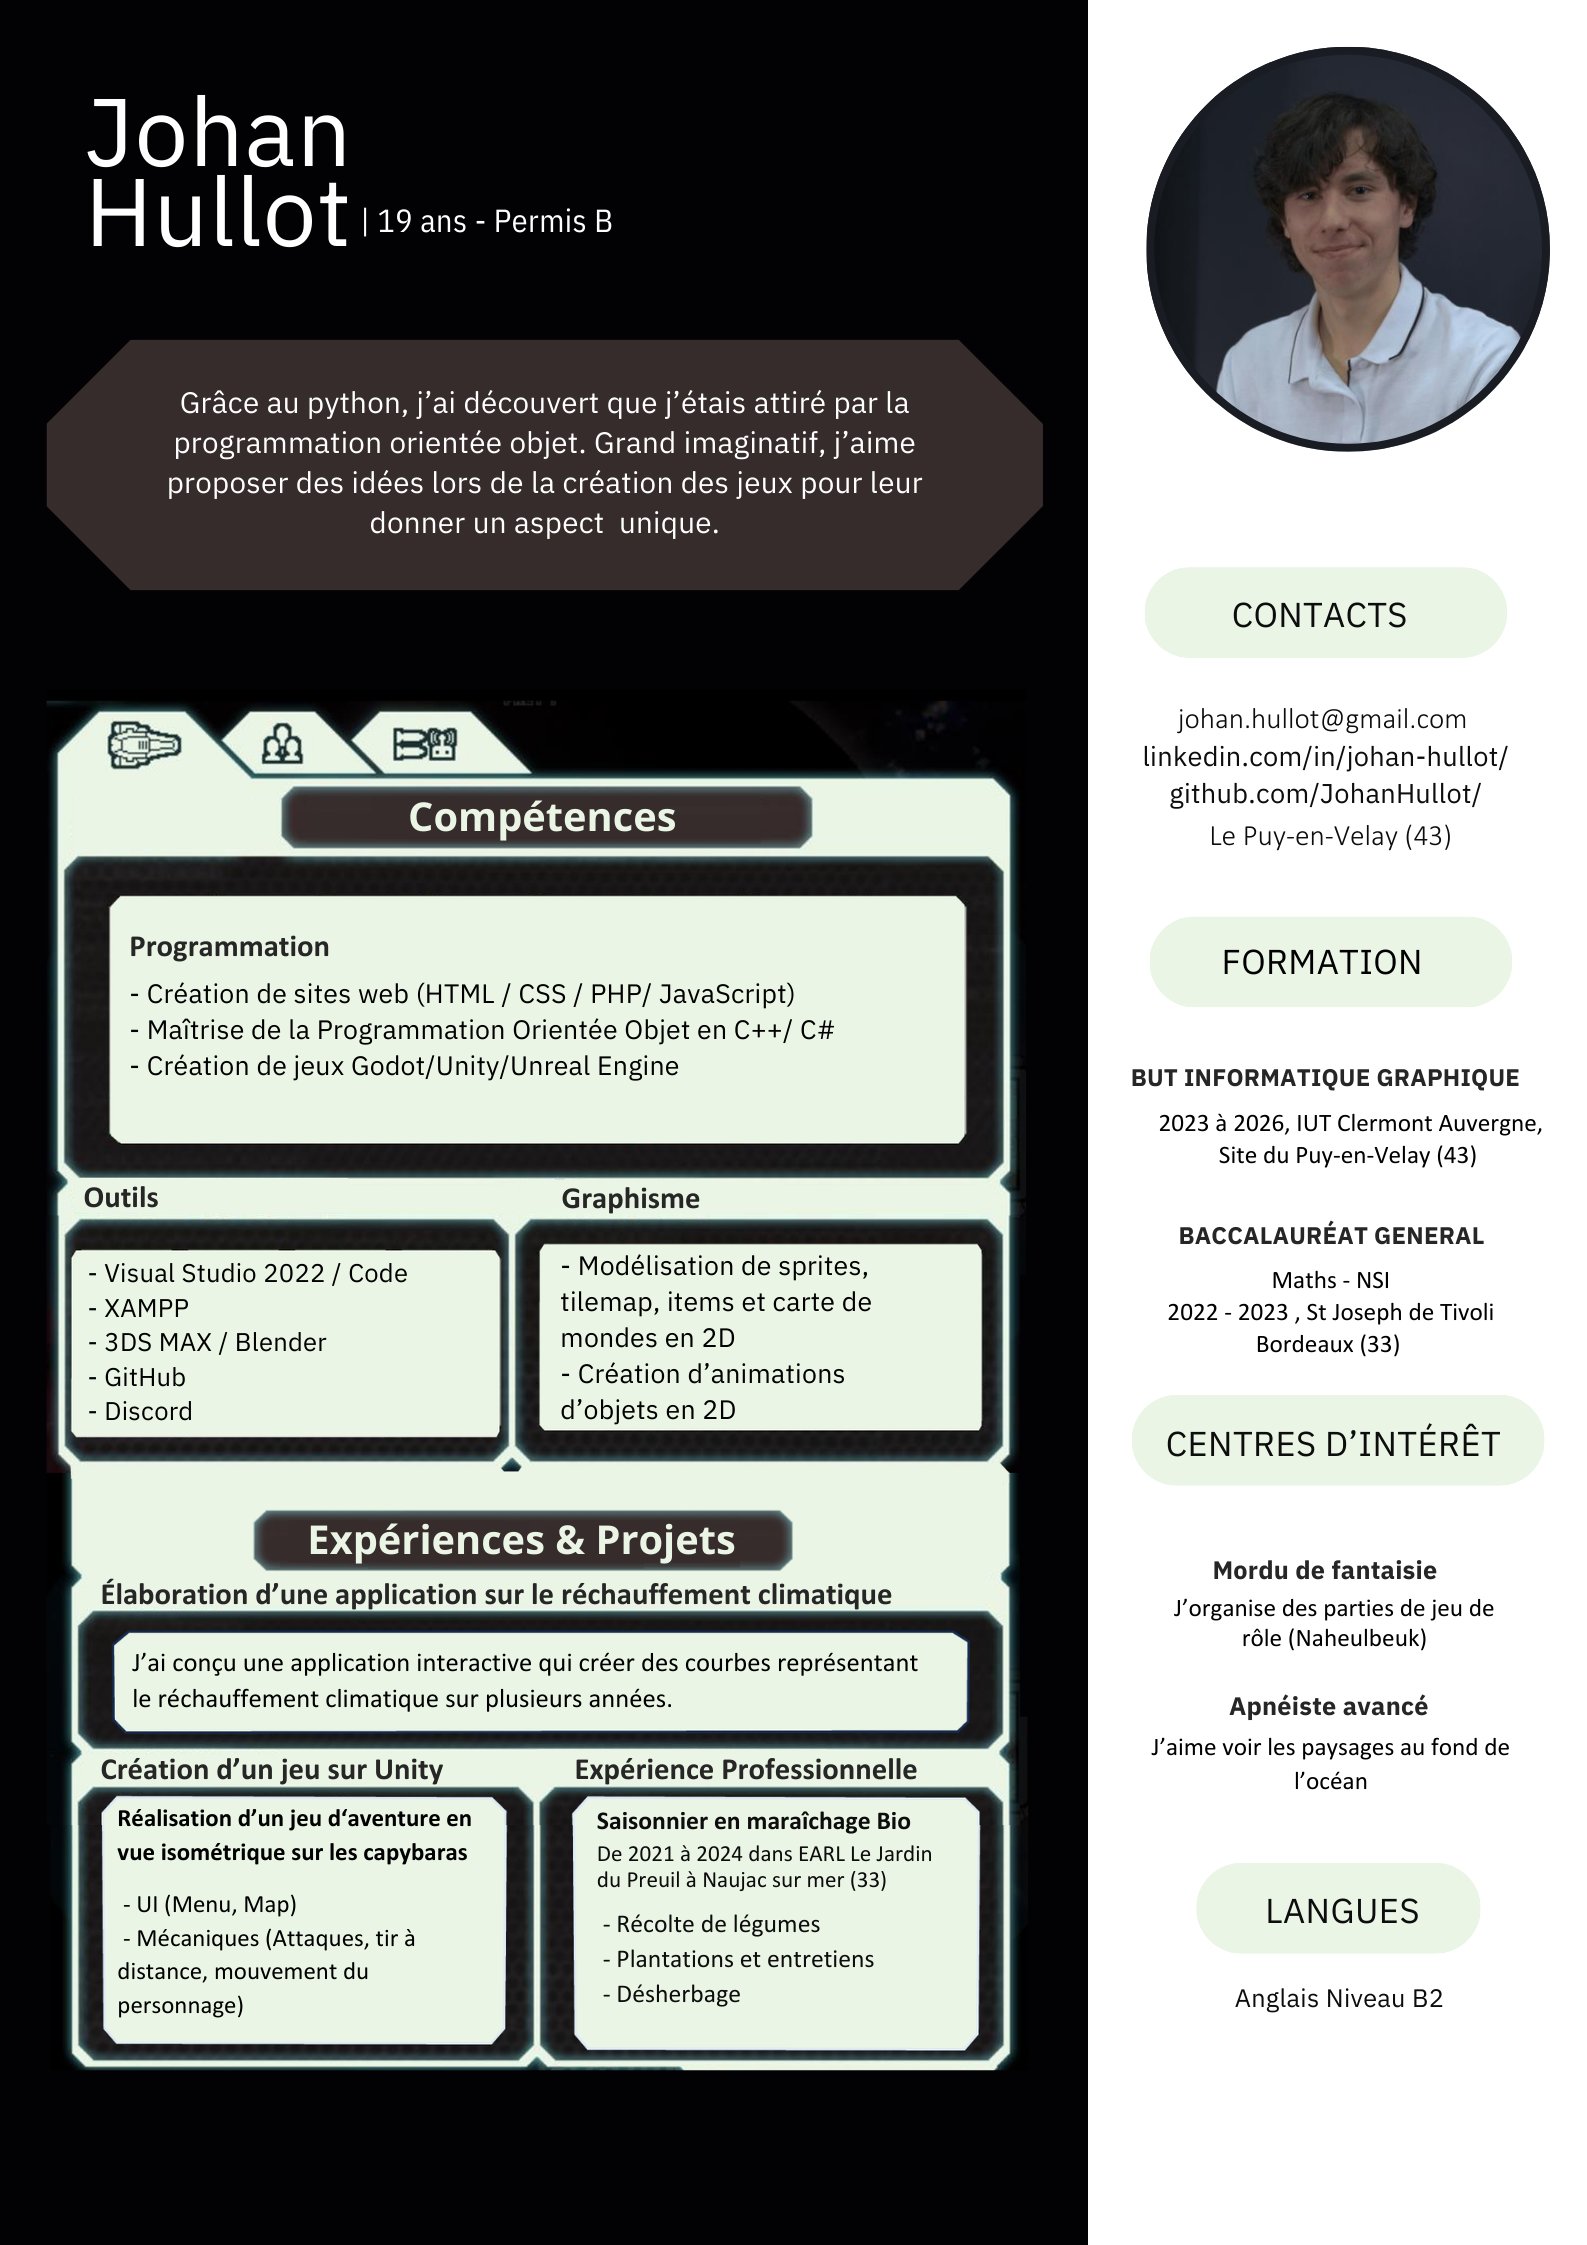 Johan
Hullot | 19 ans - Permis B
Grâce au python, j’ai découvert que j’étais attiré par la
programmation orientée objet. Grand imaginatif, j’aime
proposer des idées lors de la création des jeux pour leur
donner un aspect  unique.
Compétences
Programmation
- Création de sites web (HTML / CSS / PHP/ JavaScript)
- Maîtrise de la Programmation Orientée Objet en C++/ C#
- Création de jeux Godot/Unity/Unreal Engine
Outils
- Visual Studio 2022 / Code
- XAMPP
- 3DS MAX / Blender
- GitHub
- Discord
Graphisme
- Modélisation de sprites,
tilemap, items et carte de
mondes en 2D
- Création d’animations
d’objets en 2D
Expériences & Projets
Élaboration d’une application sur le réchauffement climatique
J’ai conçu une application interactive qui créer des courbes représentant
le réchauffement climatique sur plusieurs années.
Création d’un jeu sur Unity
Réalisation d’un jeu d‘aventure en
vue isométrique sur les capybaras
- UI (Menu, Map)
- Mécaniques (Attaques, tir à
distance, mouvement du
personnage)
Expérience Professionnelle
Saisonnier en maraîchage Bio
De 2021 à 2024 dans EARL Le Jardin
du Preuil à Naujac sur mer (33)
- Récolte de légumes
- Plantations et entretiens
- Désherbage
CONTACTS
johan.hullot@gmail.com
linkedin.com/in/johan-hullot/
github.com/JohanHullot/
Le Puy-en-Velay (43)
FORMATION
BUT INFORMATIQUE GRAPHIQUE
2023 à 2026, IUT Clermont Auvergne,
Site du Puy-en-Velay (43)
BACCALAURÉAT GENERAL
Maths - NSI
2022 - 2023 , St Joseph de Tivoli
Bordeaux (33)
CENTRES D’INTÉRÊT
Mordu de fantaisie
J’organise des parties de jeu de
rôle (Naheulbeuk)
Apnéiste avancé
J’aime voir les paysages au fond de
l’océan
LANGUES
Anglais Niveau B2